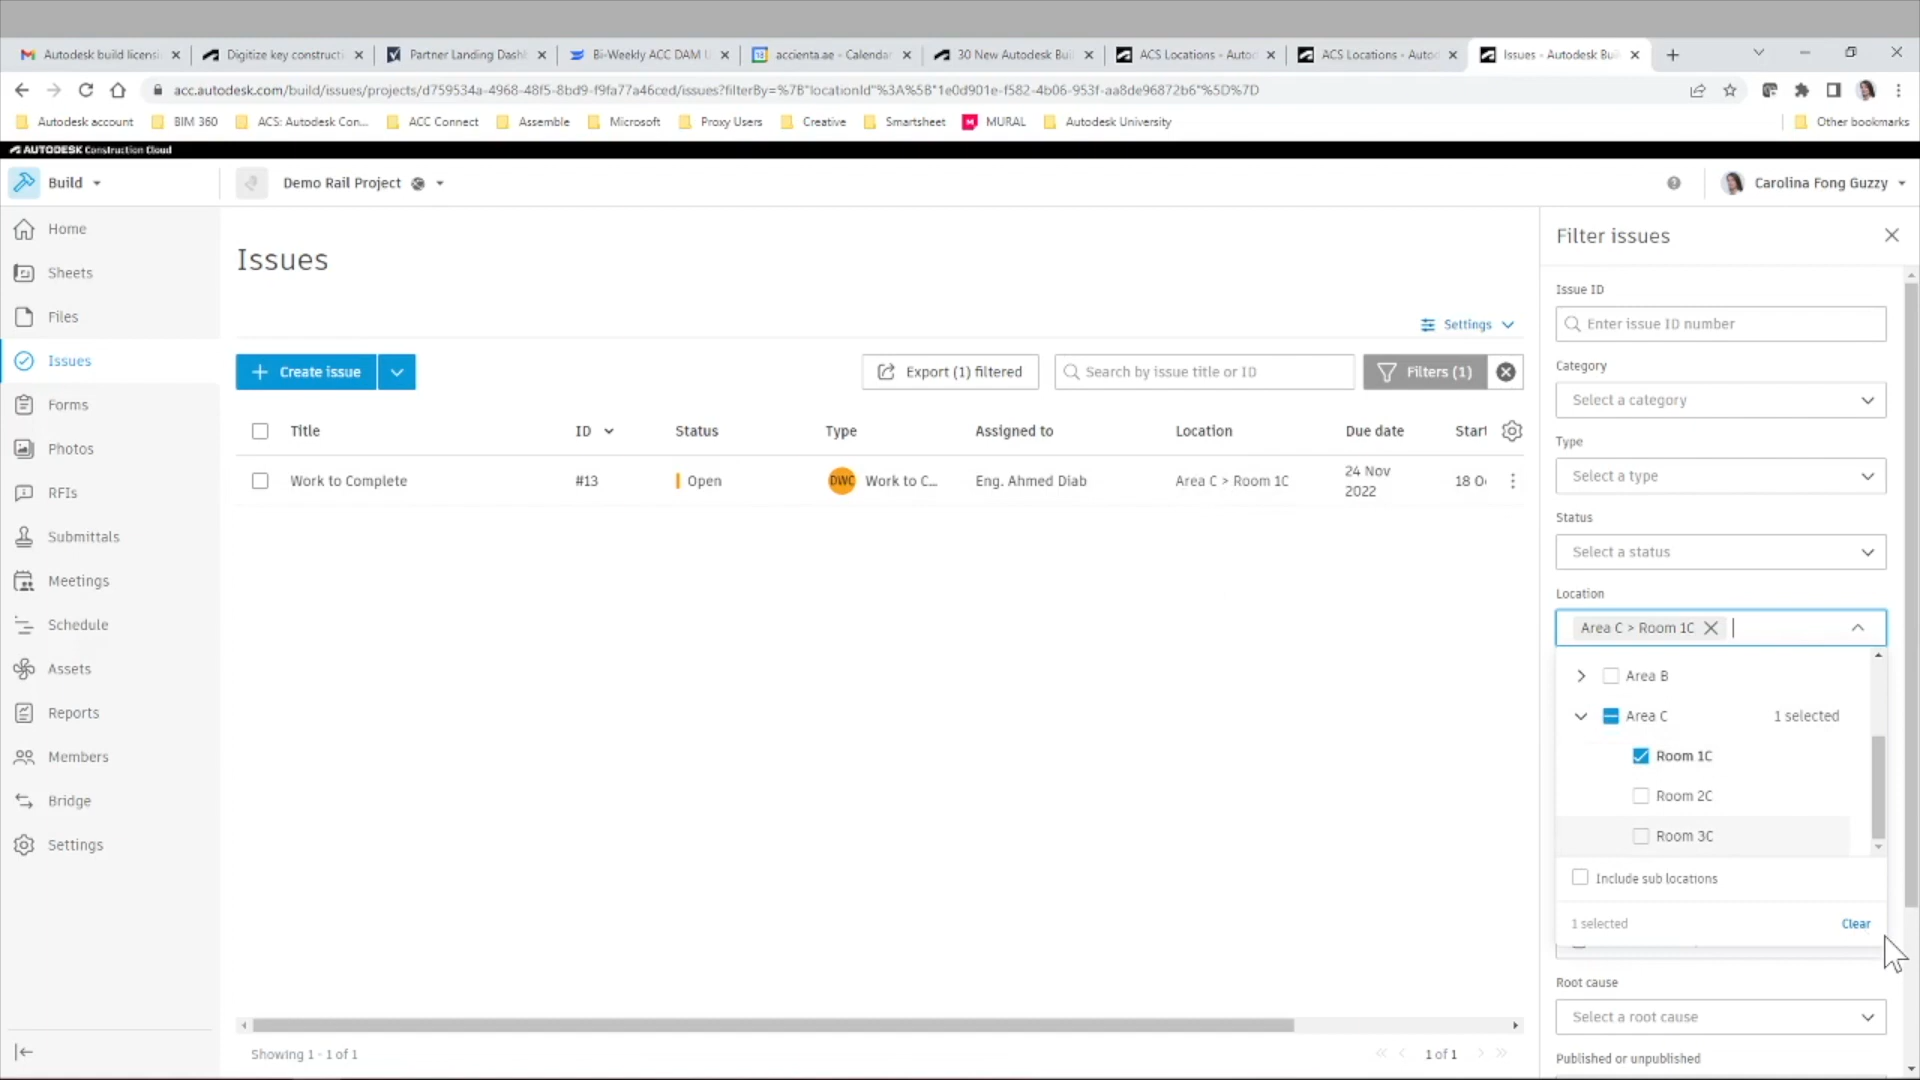 Autodesk build licensi
Digitize key constructi
Partner Landing Dashb
Bi-Weekly ACC DAM U
accienta.ae - Calendar
30 New Autodesk Buil
ACS Locations - Autod
ACS Locations - Autod
Issues - Autodesk Buil
acc.autodesk.com/build/issues/projects/d759534a-4968-48f5-8bd9-f9fa77a46ced/issues?filterBy=%7B"locationId"%3A%5B"1e0d901e-f582-4b06-953f-aa8de96872b6"%5D%7D
Autodesk account
BIM 360
ACS: Autodesk Con...
ACC Connect
Assemble
Microsoft
Proxy Users
Creative
Smartsheet
MURAL
Autodesk University
Other bookmarks
AUTODESK Construction Cloud
Build
Demo Rail Project
Carolina Fong Guzzy
Home
Sheets
Files
Issues
Forms
Photos
RFIs
Submittals
Meetings
Schedule
Assets
Reports
Members
Bridge
Settings
Issues
Settings
Create issue
Export (1) filtered
Search by issue title or ID
Filters (1)
Title
ID
Status
Type
Assigned to
Location
Due date
Start
Work to Complete
#13
Open
DWC
Work to C...
Eng. Ahmed Diab
Area C > Room 1C
24 Nov
2022
18 O
Showing 1 - 1 of 1
1 of 1
Filter issues
Issue ID
Enter issue ID number
Category
Select a category
Type
Select a type
Status
Select a status
Location
Area C > Room 1C
Area B
Area C
1 selected
Room 1C
Room 2C
Room 3C
Include sub locations
1 selected
Clear
Root cause
Select a root cause
Published or unpublished